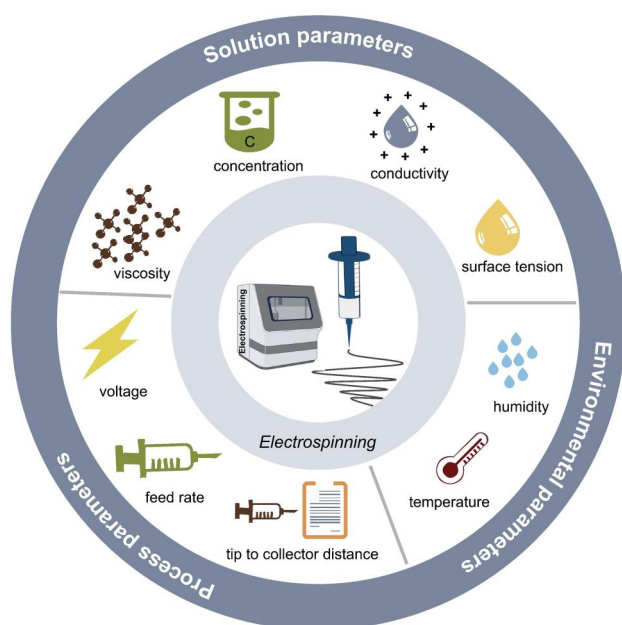 Solution parameters
C
concentration
conductivity
viscosity
surface tension
Electrospinning
voltage
humidity
Electrospinning
feed rate
temperature
tip to collector distance
Process parameters
Environmental parameters